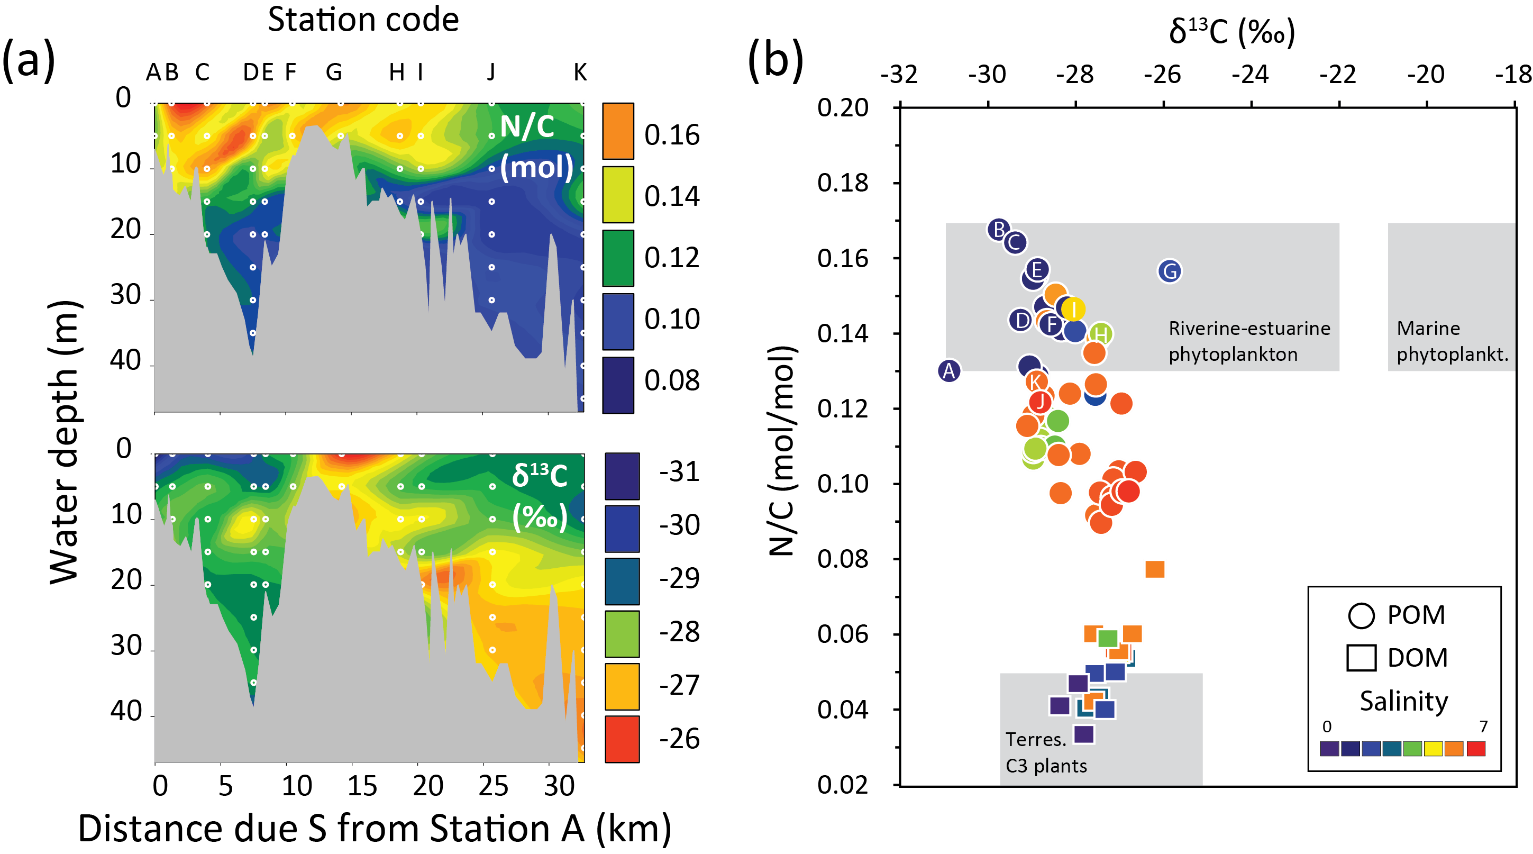 (a)
Station code
A B C D E F G H I J K
0
10
20
30
40
N/C
(mol)
0.16
0.14
0.12
0.10
0.08
Water depth (m)
0
10
20
30
40
δ13C
(‰)
-31
-30
-29
-28
-27
-26
0 5 10 15 20 25 30
Distance due S from Station A (km)
(b)
δ13C (‰)
-32 -30 -28 -26 -24 -22 -20 -18
0.20
0.18
0.16
0.14
0.12
0.10
0.08
0.06
0.04
0.02
N/C (mol/mol)
B
C
E
G
I
D
F
H
A
K
J
Riverine-estuarine
phytoplankton
Marine
phytoplankt.
Terres.
C3 plants
POM
DOM
Salinity
0 7